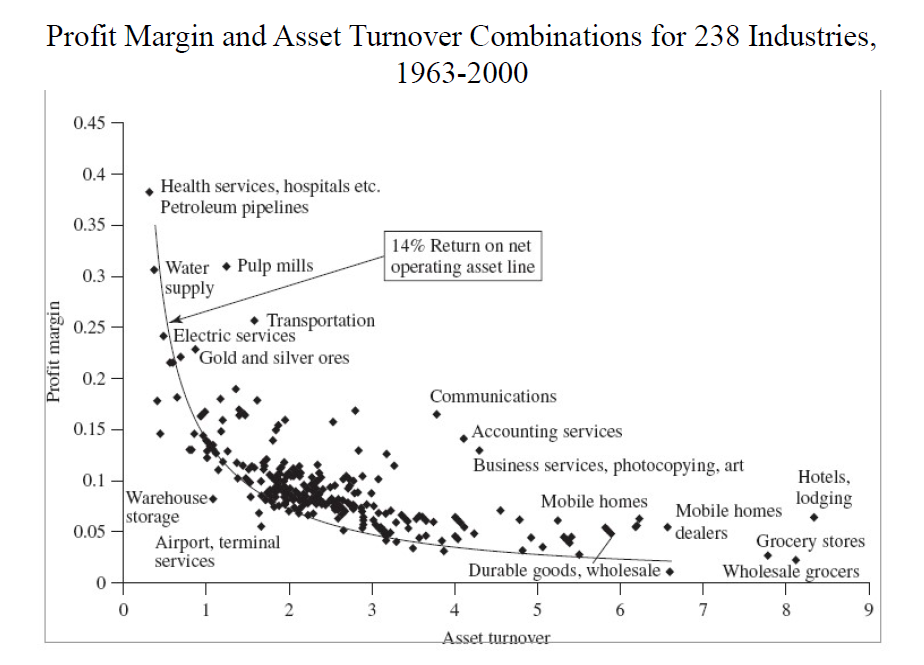 Profit Margin and Asset Turnover Combinations for 238 Industries,
1963-2000
Profit margin
0.45
0.4
0.35
0.3
0.25
0.2
0.15
0.1
0.05
0
Health services, hospitals etc.
Petroleum pipelines
14% Return on net
operating asset line
Water
supply
Pulp mills
Transportation
Electric services
Gold and silver ores
Communications
Accounting services
Business services, photocopying, art
Hotels,
lodging
Warehouse
storage
Mobile homes
Mobile homes
dealers
Airport, terminal
services
Grocery stores
Durable goods, wholesale
Wholesale grocers
0 1 2 3 4 5 6 7 8 9
Asset turnover